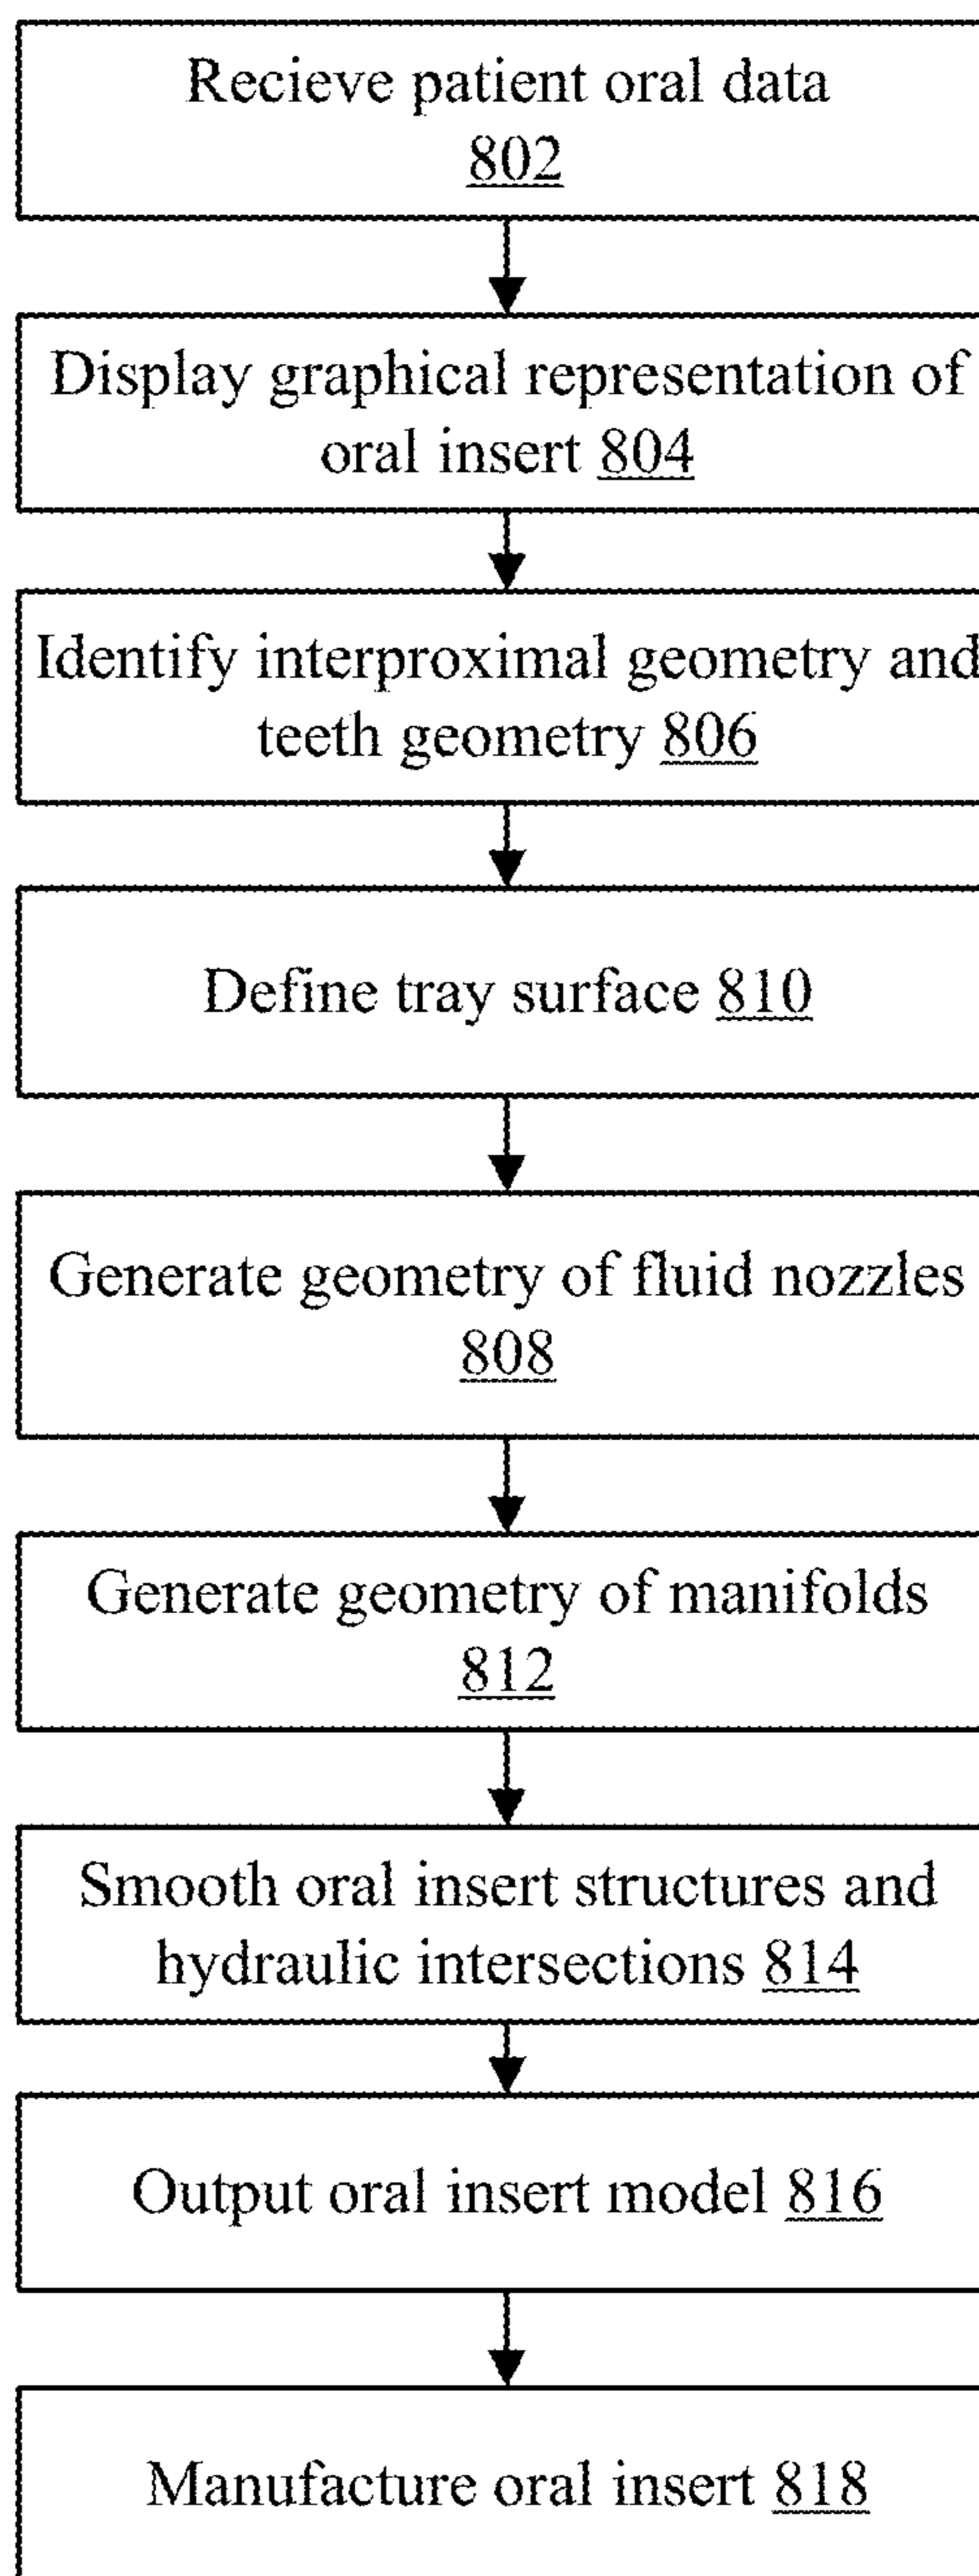 Recieve patient oral data
802
Display graphical representation of
oral insert 804
Identify interproximal geometry and
teeth geometry 806
Define tray surface 810
Generate geometry of fluid nozzles
808
Generate geometry of manifolds
812
Smooth oral insert structures and
hydraulic intersections 814
Output oral insert model 816
Manufacture oral insert 818